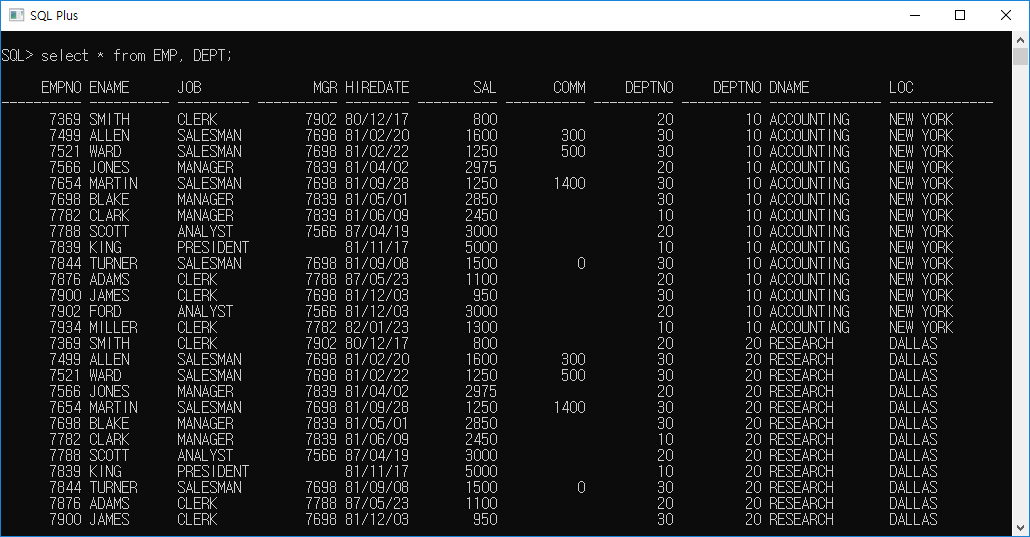 SQL Plus
SQL> select * from EMP, DEPT;
EMPNO ENAME JOB MGR HIREDATE SAL COMM DEPTNO DEPTNO DNAME LOC
---------- ---------- --------- ---------- -------- ---------- ---------- ---------- ---------- -------------- -------------
7369 SMITH CLERK 7902 80/12/17 800 20 10 ACCOUNTING NEW YORK
7499 ALLEN SALESMAN 7698 81/02/20 1600 300 30 10 ACCOUNTING NEW YORK
7521 WARD SALESMAN 7698 81/02/22 1250 500 30 10 ACCOUNTING NEW YORK
7566 JONES MANAGER 7839 81/04/02 2975 20 10 ACCOUNTING NEW YORK
7654 MARTIN SALESMAN 7698 81/09/28 1250 1400 30 10 ACCOUNTING NEW YORK
7698 BLAKE MANAGER 7839 81/05/01 2850 30 10 ACCOUNTING NEW YORK
7782 CLARK MANAGER 7839 81/06/09 2450 10 10 ACCOUNTING NEW YORK
7788 SCOTT ANALYST 7566 87/04/19 3000 20 10 ACCOUNTING NEW YORK
7839 KING PRESIDENT 81/11/17 5000 10 10 ACCOUNTING NEW YORK
7844 TURNER SALESMAN 7698 81/09/08 1500 0 30 10 ACCOUNTING NEW YORK
7876 ADAMS CLERK 7788 87/05/23 1100 20 10 ACCOUNTING NEW YORK
7900 JAMES CLERK 7698 81/12/03 950 30 10 ACCOUNTING NEW YORK
7902 FORD ANALYST 7566 81/12/03 3000 20 10 ACCOUNTING NEW YORK
7934 MILLER CLERK 7782 82/01/23 1300 10 10 ACCOUNTING NEW YORK
7369 SMITH CLERK 7902 80/12/17 800 20 20 RESEARCH DALLAS
7499 ALLEN SALESMAN 7698 81/02/20 1600 300 30 20 RESEARCH DALLAS
7521 WARD SALESMAN 7698 81/02/22 1250 500 30 20 RESEARCH DALLAS
7566 JONES MANAGER 7839 81/04/02 2975 20 20 RESEARCH DALLAS
7654 MARTIN SALESMAN 7698 81/09/28 1250 1400 30 20 RESEARCH DALLAS
7698 BLAKE MANAGER 7839 81/05/01 2850 30 20 RESEARCH DALLAS
7782 CLARK MANAGER 7839 81/06/09 2450 10 20 RESEARCH DALLAS
7788 SCOTT ANALYST 7566 87/04/19 3000 20 20 RESEARCH DALLAS
7839 KING PRESIDENT 81/11/17 5000 10 20 RESEARCH DALLAS
7844 TURNER SALESMAN 7698 81/09/08 1500 0 30 20 RESEARCH DALLAS
7876 ADAMS CLERK 7788 87/05/23 1100 20 20 RESEARCH DALLAS
7900 JAMES CLERK 7698 81/12/03 950 30 20 RESEARCH DALLAS